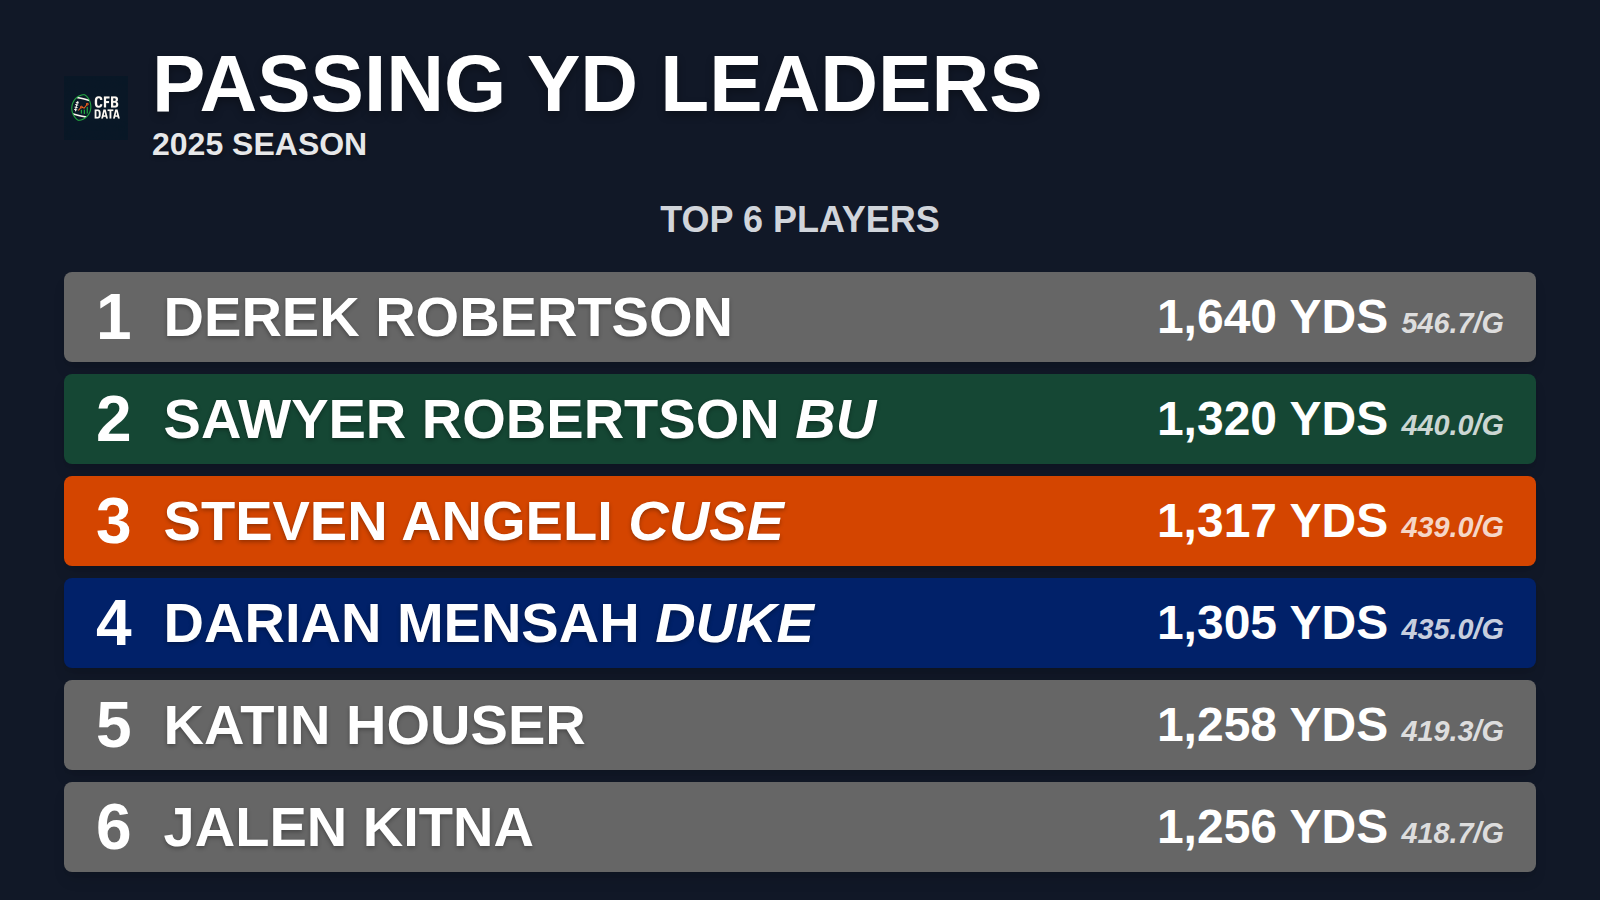 CFB
DATA
PASSING YD LEADERS
2025 SEASON
TOP 6 PLAYERS
1 DEREK ROBERTSON 1,640 YDS 546.7/G
2 SAWYER ROBERTSON BU 1,320 YDS 440.0/G
3 STEVEN ANGELI CUSE 1,317 YDS 439.0/G
4 DARIAN MENSAH DUKE 1,305 YDS 435.0/G
5 KATIN HOUSER 1,258 YDS 419.3/G
6 JALEN KITNA 1,256 YDS 418.7/G